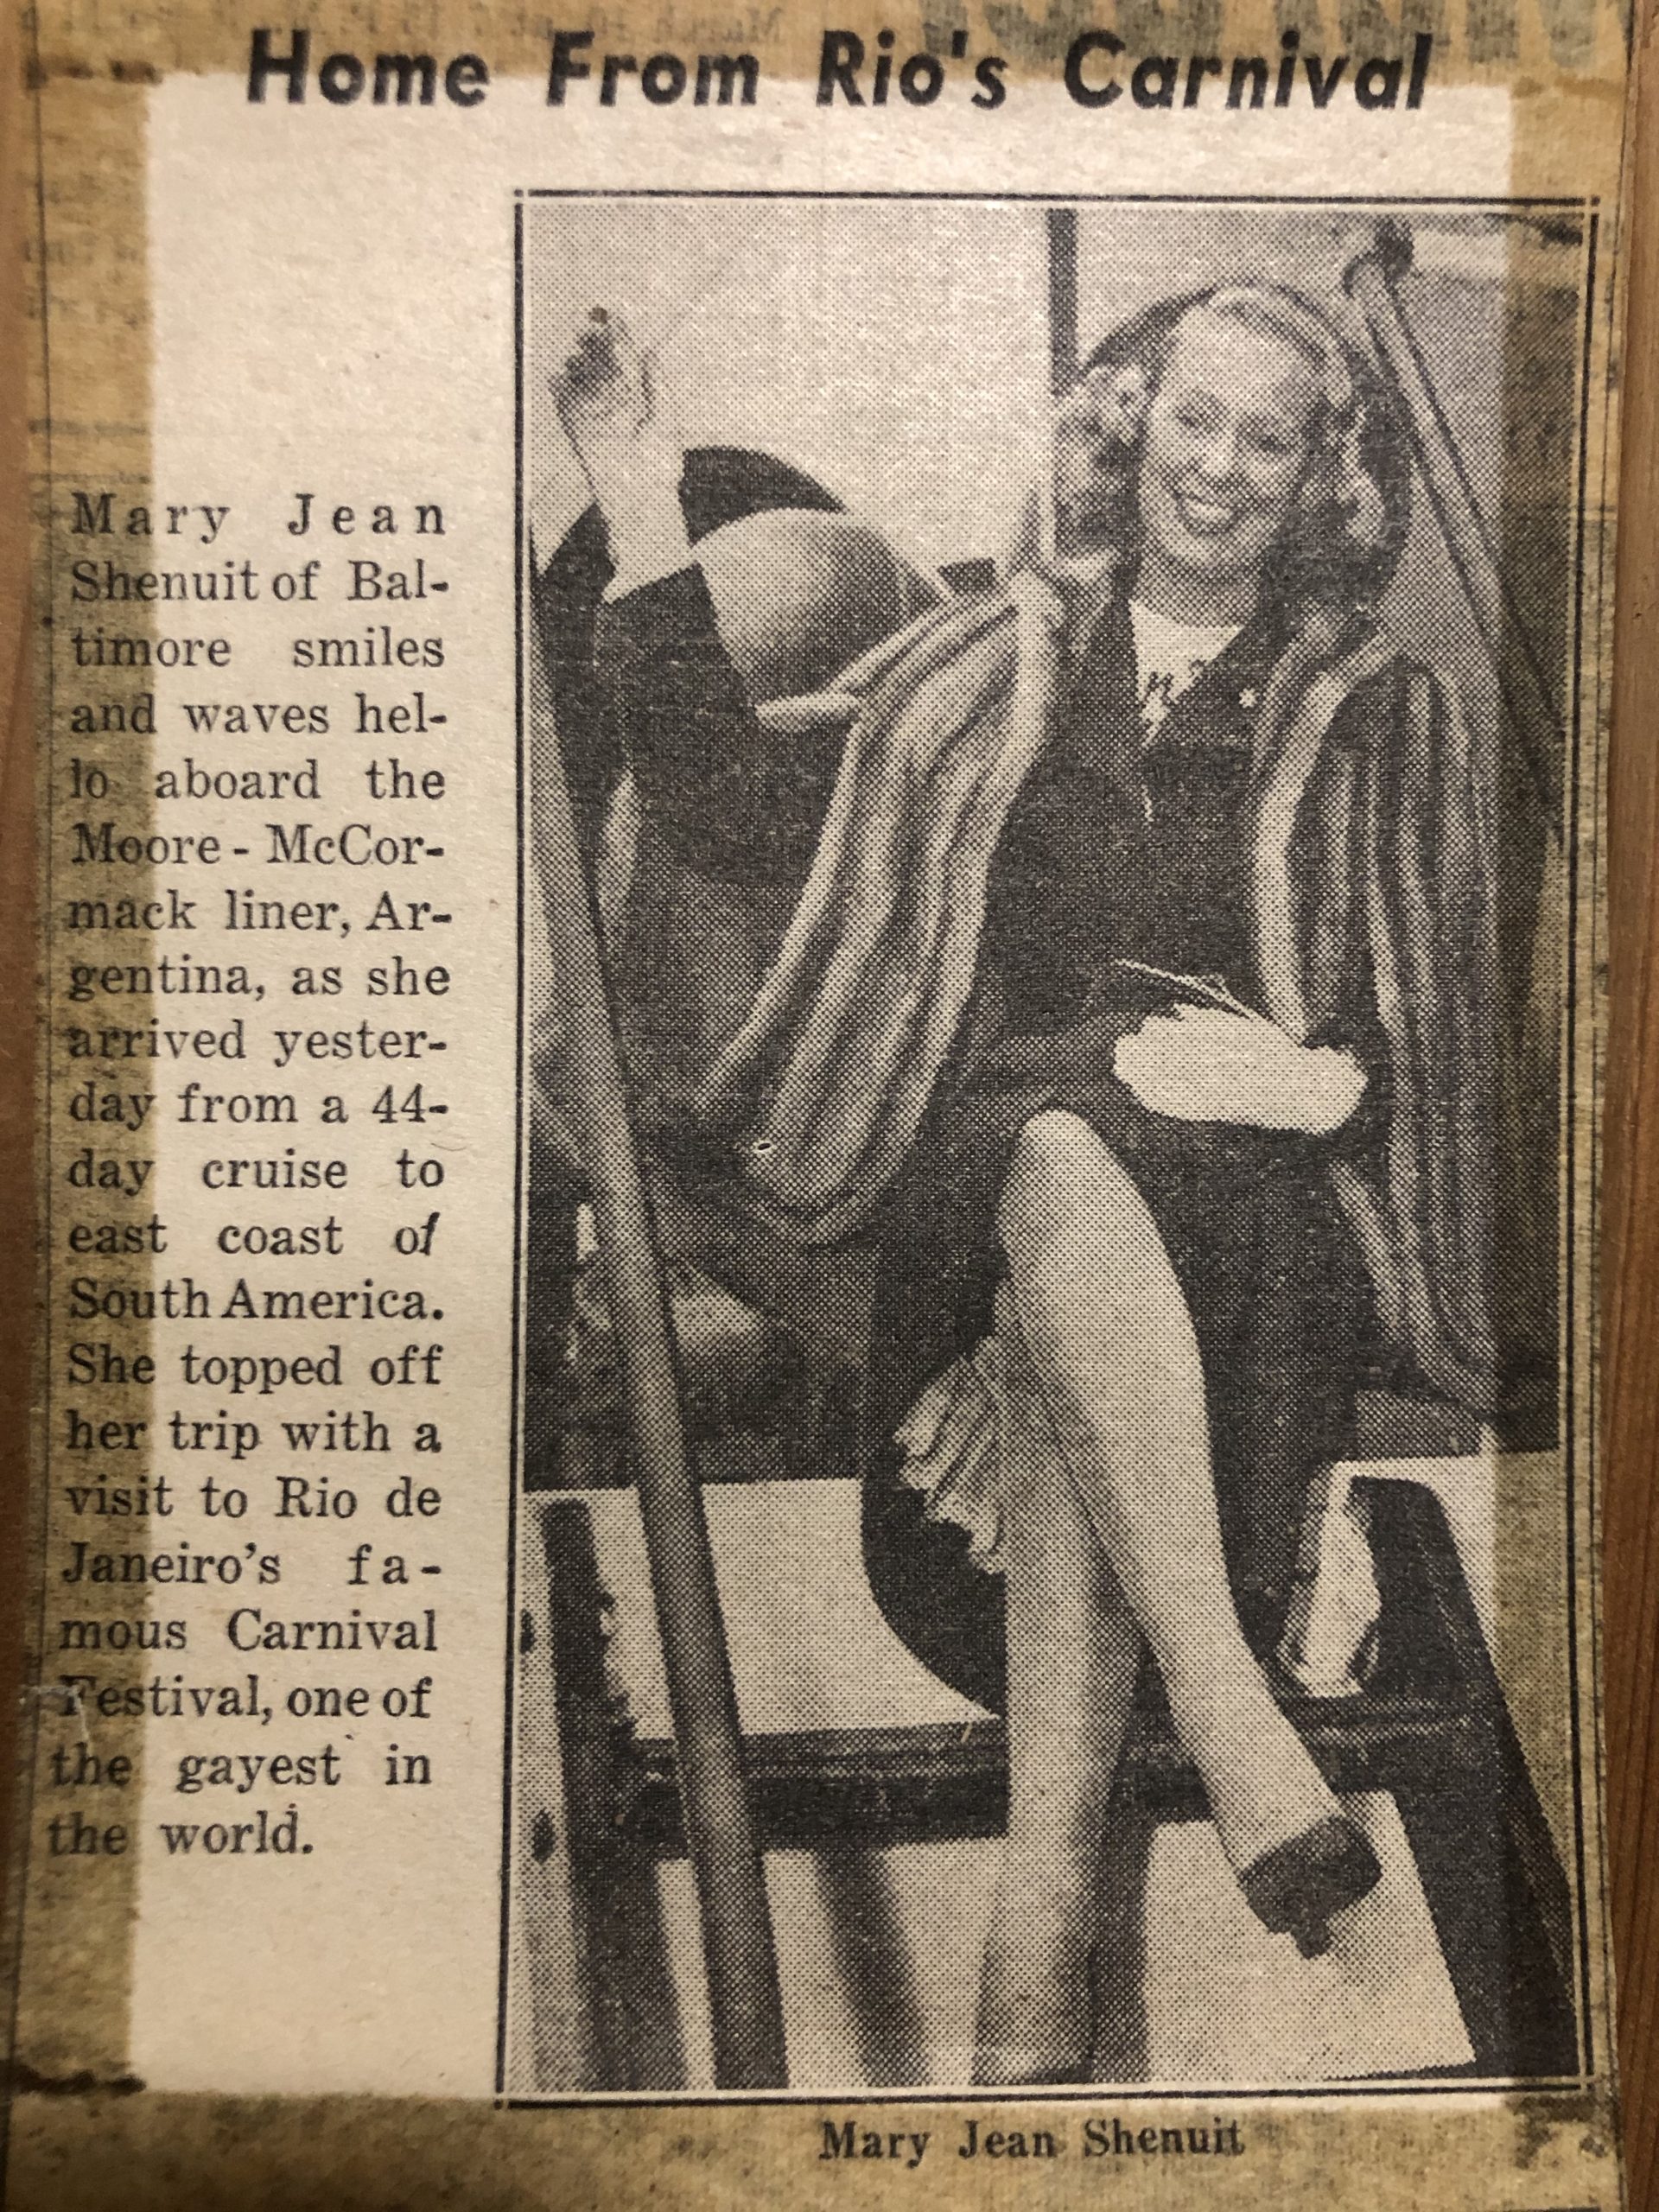 Home From Rio's Carnival
Mary Jean
Shenuit of Bal-
timore smiles
and waves hel-
lo aboard the
Moore - McCor-
mack liner, Ar-
gentina, as she
arrived yester-
day from a 44-
day cruise to
east coast of
South America.
She topped off
her trip with a
visit to Rio de
Janeiro's fa-
mous Carnival
Festival, one of
the gayest in
the world.
Mary Jean Shenuit